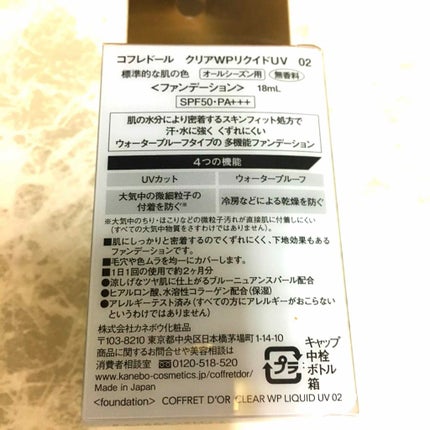 コフレドール クリアWPリクイドUV 02
標準的な肌の色 オールシーズン用 無香料
<ファンデーション> 18mL
SPF50・PA+++
肌の水分により密着するスキンフィット処方で
汗・水に強く くずれにくい
ウォータープルーフタイプの 多機能ファンデーション
4つの機能
UVカット ウォータープルーフ
大気中の微細粒子の
付着を防ぐ※
冷房などによる乾燥を防ぐ
※大気中のちり・ほこりなどの微粒子汚れが直接肌に付着しにくい
(すべての大気中物質をさすわけではありません。)
■肌にしっかりと密着するのでくずれにくく、下地効果もある
ファンデーションです。
■毛穴や色ムラを均一にカバーします。
■1日1回の使用で約2ヶ月分
●涼しげなツヤ肌に仕上がるブルーニュアンスパール配合
●ヒアルロン酸、水溶性コラーゲン配合(保湿)
●アレルギーテスト済み(すべての方にアレルギーがおこらない
というわけではありません)
株式会社カネボウ化粧品
〒103-8210 東京都中央区日本橋茅場町1-14-10
商品に関するお問合せや美容相談は
消費者相談室 0120-518-520
www.kanebo-cosmetics.jp/coffretdor/
Made in Japan
プラ
キャップ
中栓
ボトル
箱
<foundation> COFFRET D'OR CLEAR WP LIQUID UV 02